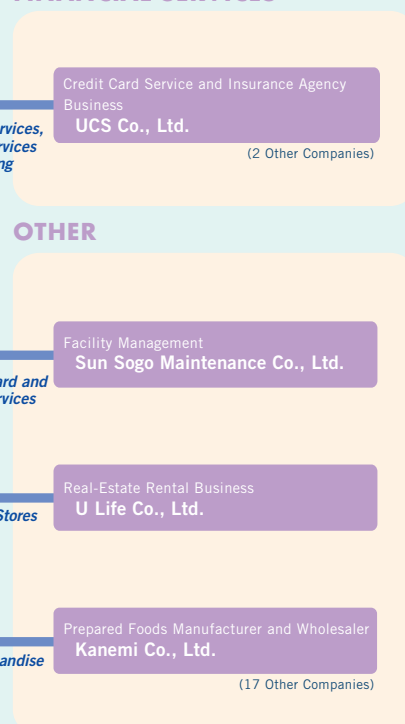 Credit Card Service and Insurance Agency
Business
UCS Co., Ltd.
(2 Other Companies)
OTHER
Facility Management
Sun Sogo Maintenance Co., Ltd.
and
Real-Estate Rental Business
U Life Co., Ltd.
Stores
Prepared Foods Manufacturer and Wholesaler
Kanemi Co., Ltd.
(17 Other Companies)